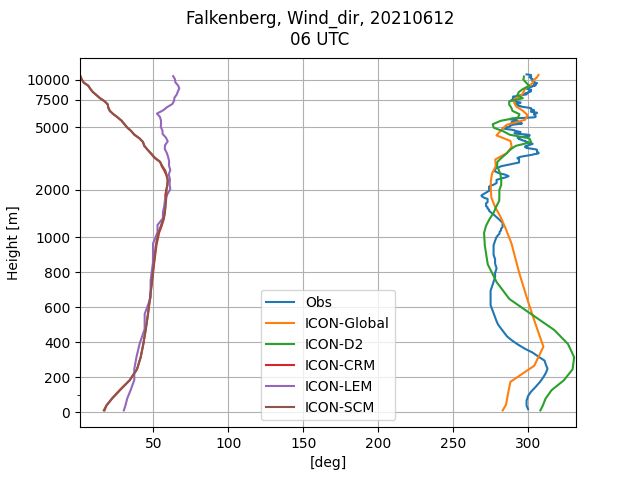 Falkenberg, Wind_dir, 20210612
06 UTC
Height [m]
10000
7500
5000
2000
1000
800
600
400
200
0
50
100
150
200
250
300
[deg]
Obs
ICON-Global
ICON-D2
ICON-CRM
ICON-LEM
ICON-SCM